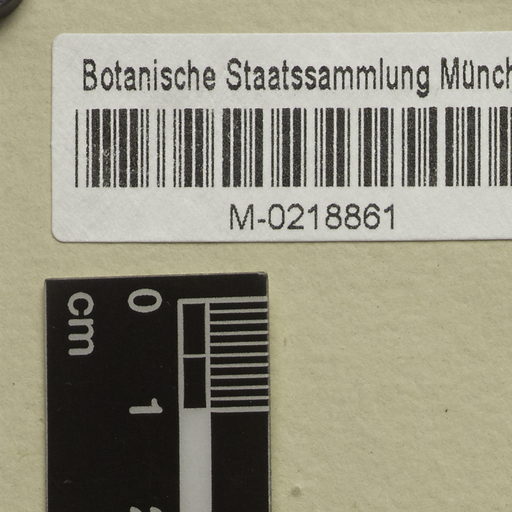 Botanische Staatssammlung Münch
M-0218861
cm
0
1